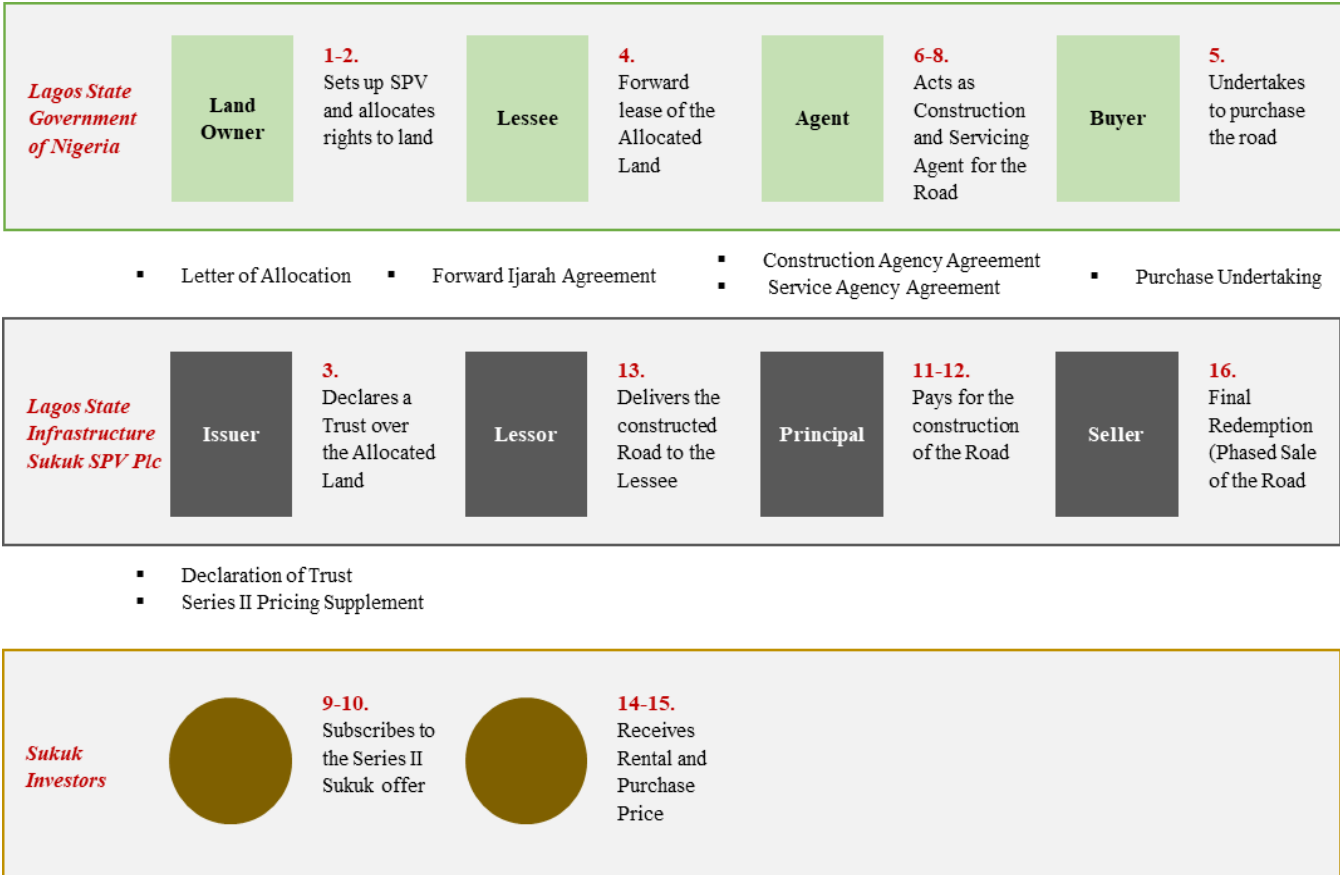 Lagos State
Government
of Nigeria
Land
Owner
1-2.
Sets up SPV
and allocates
rights to land
Lessee
4.
Forward
lease of the
Allocated
Land
Agent
6-8.
Acts as
Construction
and Servicing
Agent for the
Road
Buyer
5.
Undertakes
to purchase
the road
▪ Letter of Allocation
▪ Forward Ijarah Agreement
▪ Construction Agency Agreement
▪ Service Agency Agreement
▪ Purchase Undertaking
Lagos State
Infrastructure
Sukuk SPV Plc
Issuer
3.
Declares a
Trust over
the Allocated
Land
Lessor
13.
Delivers the
constructed
Road to the
Lessee
Principal
11-12.
Pays for the
construction
of the Road
Seller
16.
Final
Redemption
(Phased Sale
of the Road
▪ Declaration of Trust
▪ Series II Pricing Supplement
Sukuk
Investors
9-10.
Subscribes to
the Series II
Sukuk offer
14-15.
Receives
Rental and
Purchase
Price